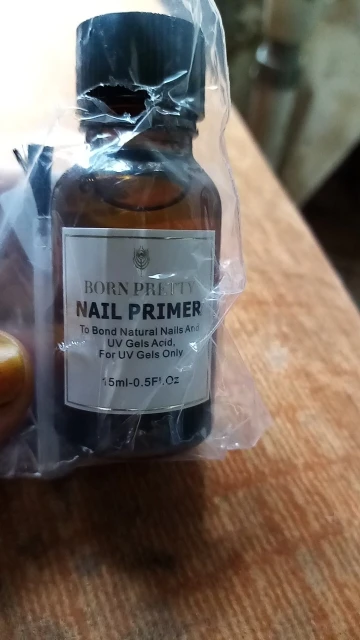 BORN PRETTY
NAIL PRIMER
To Bond Natural Nails And
UV Gels Acid,
For UV Gels Only
15ml-0.5Fl.Oz